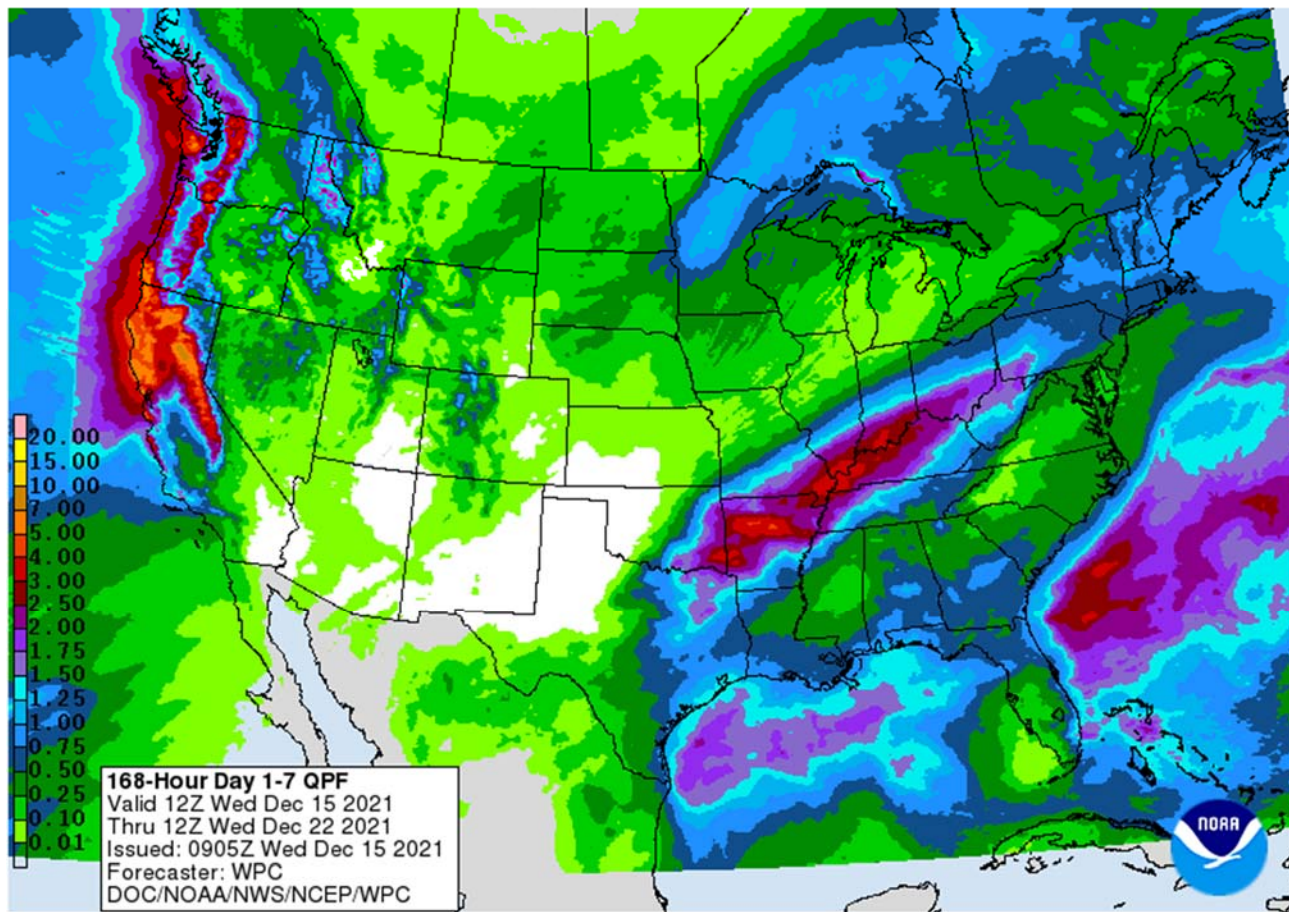 20.00
15.00
10.00
7.00
5.00
4.00
3.00
2.50
2.00
1.75
1.50
1.25
1.00
0.75
0.50
0.25
0.10
0.01
168-Hour Day 1-7 QPF
Valid 12Z Wed Dec 15 2021
Thru 12Z Wed Dec 22 2021
Issued: 0905Z Wed Dec 15 2021
Forecaster: WPC
DOC/NOAA/NWS/NCEP/WPC
NOAA